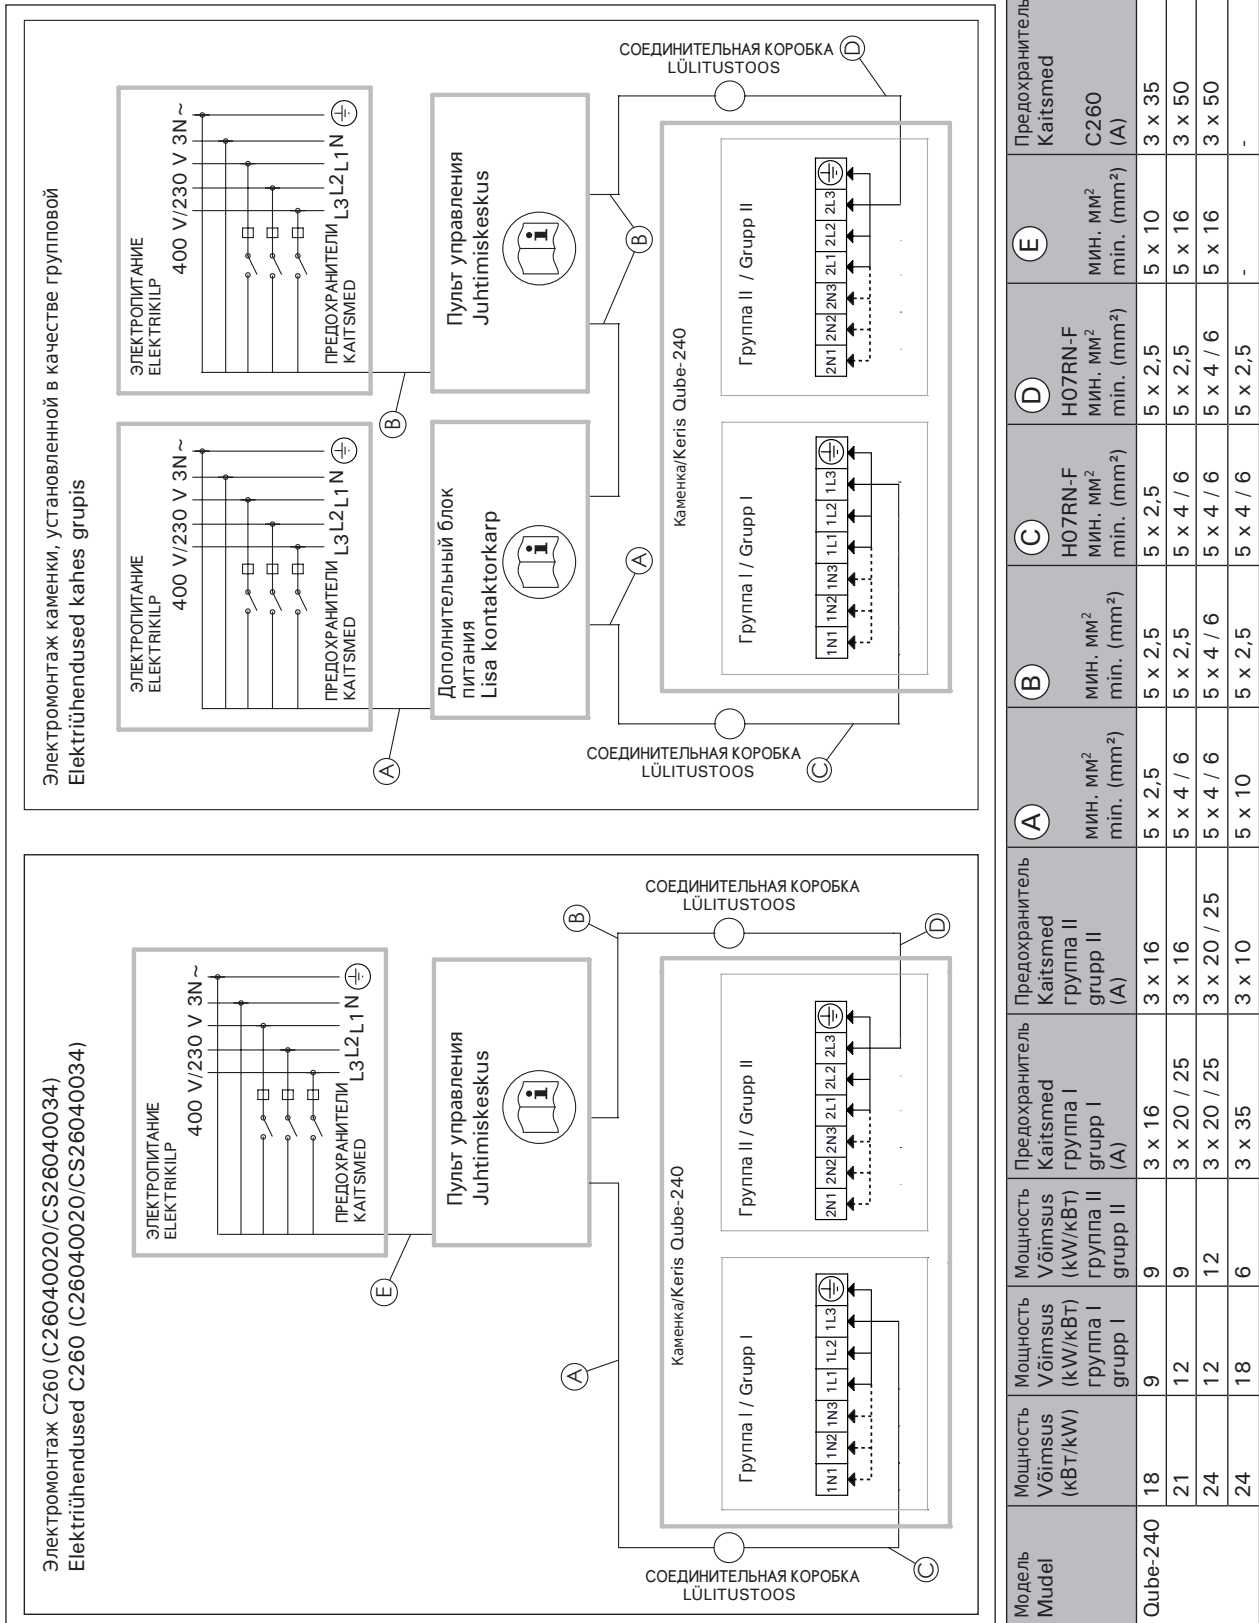 Электромонтаж C260 (C26040020/CS26040034)
Elektriühendused C260 (C26040020/CS26040034)
ЭЛЕКТРОПИТАНИЕ
ELEKTRIKILP
400 V/230 V 3N~
ПРЕДОХРАНИТЕЛИ
KAITSMED
L3 L2 L1 N
E
Пульт управления
Juhtimiskeskus
i
A
B
СОЕДИНИТЕЛЬНАЯ КОРОБКА
LÜLITUSTOOS
СОЕДИНИТЕЛЬНАЯ КОРОБКА
LÜLITUSTOOS
C
D
Каменка/Keris Qube-240
Группа I / Grupp I
1N1 1N2 1N3 1L1 1L2 1L3
Группа II / Grupp II
2N1 2N2 2N3 2L1 2L2 2L3
Электромонтаж каменки, установленной в качестве групповой
Elektriühendused kahes grupis
ЭЛЕКТРОПИТАНИЕ
ELEKTRIKILP
400 V/230 V 3N~
ПРЕДОХРАНИТЕЛИ
KAITSMED
L3 L2 L1 N
A
ЭЛЕКТРОПИТАНИЕ
ELEKTRIKILP
400 V/230 V 3N~
ПРЕДОХРАНИТЕЛИ
KAITSMED
L3 L2 L1 N
B
Дополнительный блок
питания
Lisa kontaktorkarp
i
Пульт управления
Juhtimiskeskus
i
A
B
СОЕДИНИТЕЛЬНАЯ КОРОБКА
LÜLITUSTOOS
C
СОЕДИНИТЕЛЬНАЯ КОРОБКА
LÜLITUSTOOS
D
Каменка/Keris Qube-240
Группа I / Grupp I
1N1 1N2 1N3 1L1 1L2 1L3
Группа II / Grupp II
2N1 2N2 2N3 2L1 2L2 2L3
Модель
Mudel
Мощность
Võimsus
(кВт/kW)
Мощность
Võimsus
(kW/кВт)
группа I
grupp I
Мощность
Võimsus
(kW/кВт)
группа II
grupp II
Предохранитель
Kaitsmed
группа I
grupp I
(A)
Предохранитель
Kaitsmed
группа II
grupp II
(A)
A
мин. мм²
min. (mm²)
B
мин. мм²
min. (mm²)
C
H07RN-F
мин. мм²
min. (mm²)
D
H07RN-F
мин. мм²
min. (mm²)
E
мин. мм²
min. (mm²)
Предохранитель
Kaitsmed
C260
(A)
Qube-240 18 9 9 3 x 16 3 x 16 5 x 2,5 5 x 2,5 5 x 2,5 5 x 2,5 5 x 10 3 x 35
21 12 9 3 x 20 / 25 3 x 16 5 x 4 / 6 5 x 2,5 5 x 4 / 6 5 x 2,5 5 x 16 3 x 50
24 12 12 3 x 20 / 25 3 x 20 / 25 5 x 4 / 6 5 x 4 / 6 5 x 4 / 6 5 x 4 / 6 5 x 16 3 x 50
24 18 6 3 x 35 3 x 10 5 x 10 5 x 2,5 5 x 4 / 6 5 x 2,5 - -